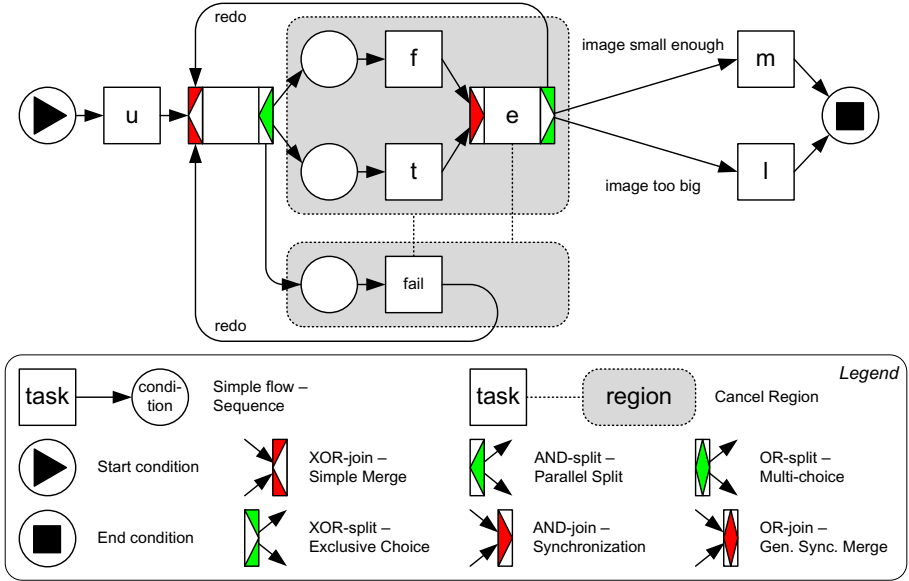 redo
f
image small enough
m
u
e
t
image too big
l
fail
redo
Legend
task
condi-
tion
Simple flow –
Sequence
task
region
Cancel Region
Start condition
XOR-join –
Simple Merge
AND-split –
Parallel Split
OR-split –
Multi-choice
End condition
XOR-split –
Exclusive Choice
AND-join –
Synchronization
OR-join –
Gen. Sync. Merge